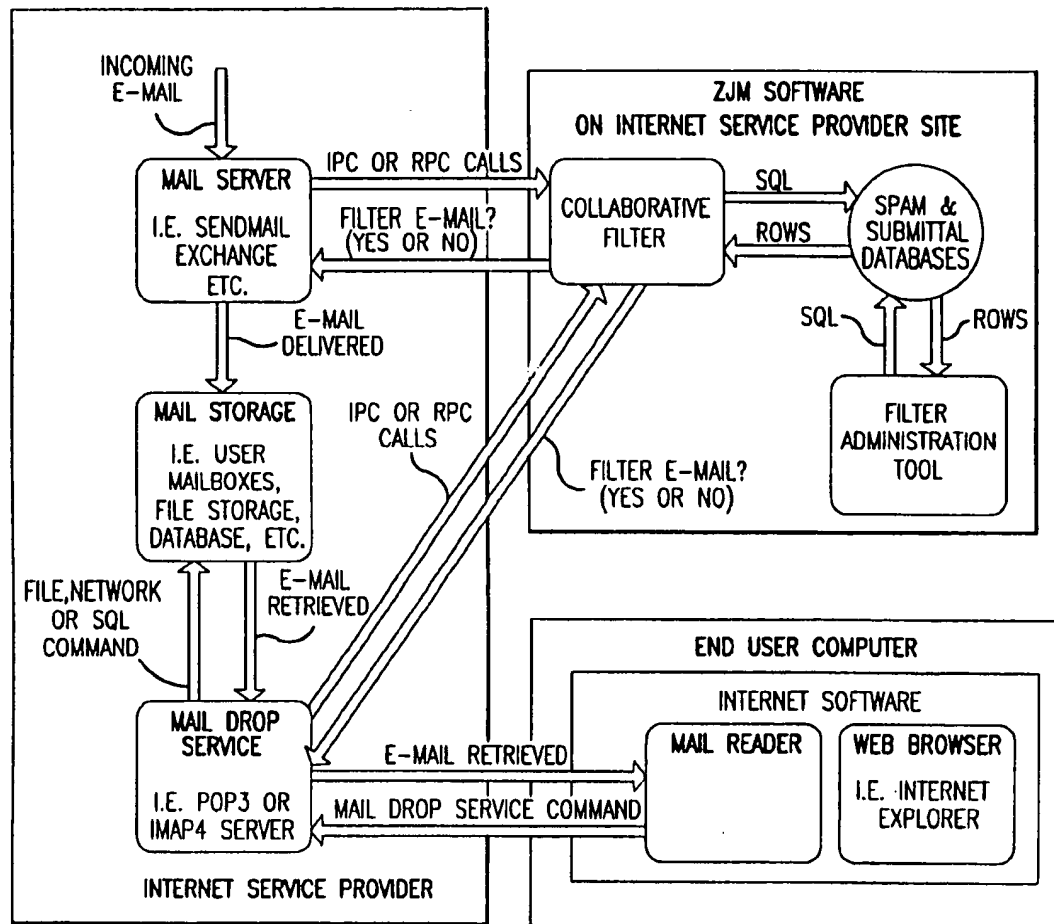 INCOMING
E-MAIL
MAIL SERVER
I.E. SENDMAIL
EXCHANGE
ETC.
IPC OR RPC CALLS
FILTER E-MAIL?
(YES OR NO)
E-MAIL
DELIVERED
MAIL STORAGE
I.E. USER
MAILBOXES,
FILE STORAGE,
DATABASE, ETC.
FILE,NETWORK
OR SQL
COMMAND
E-MAIL
RETRIEVED
MAIL DROP
SERVICE
I.E. POP3 OR
IMAP4 SERVER
INTERNET SERVICE PROVIDER
IPC OR RPC
CALLS
FILTER E-MAIL?
(YES OR NO)
ZJM SOFTWARE
ON INTERNET SERVICE PROVIDER SITE
COLLABORATIVE
FILTER
SQL
ROWS
SPAM &
SUBMITTAL
DATABASES
SQL
ROWS
FILTER
ADMINISTRATION
TOOL
E-MAIL RETRIEVED
MAIL DROP SERVICE COMMAND
END USER COMPUTER
INTERNET SOFTWARE
MAIL READER
WEB BROWSER
I.E. INTERNET
EXPLORER